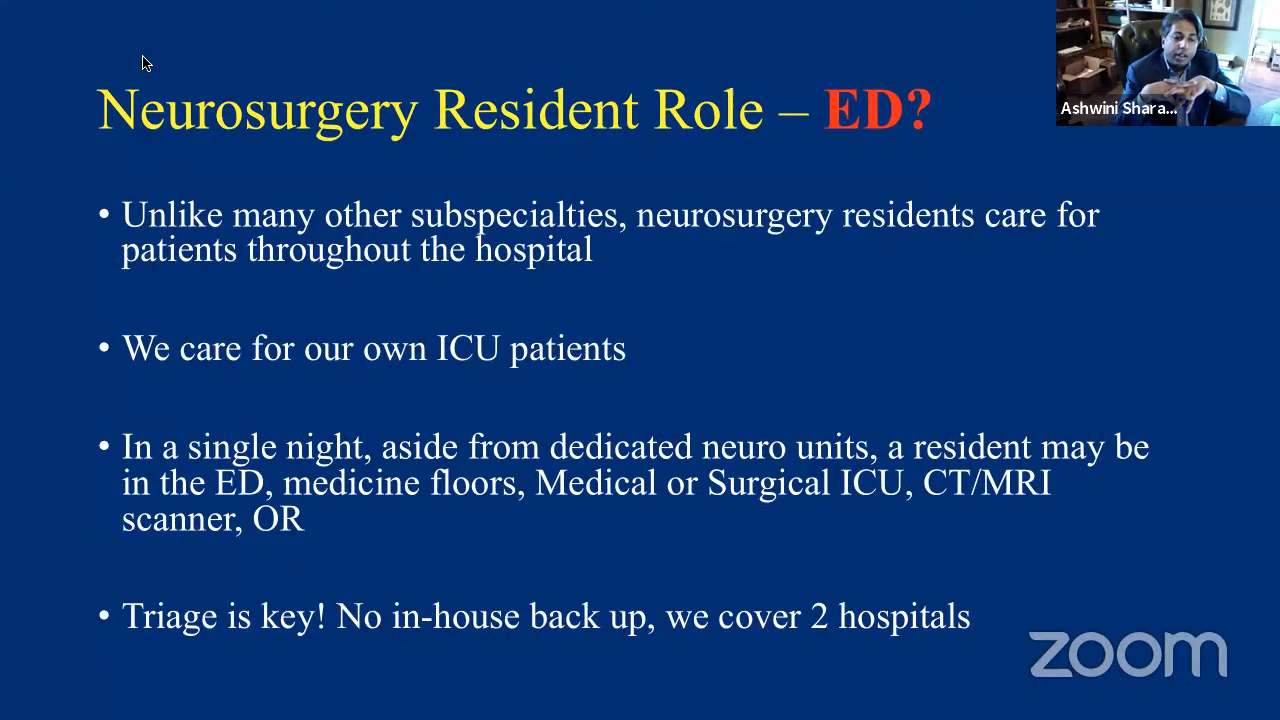 Neurosurgery Resident Role – ED?
Ashwini Shara...
• Unlike many other subspecialties, neurosurgery residents care for
patients throughout the hospital
• We care for our own ICU patients
• In a single night, aside from dedicated neuro units, a resident may be
in the ED, medicine floors, Medical or Surgical ICU, CT/MRI
scanner, OR
• Triage is key! No in-house back up, we cover 2 hospitals
zoom